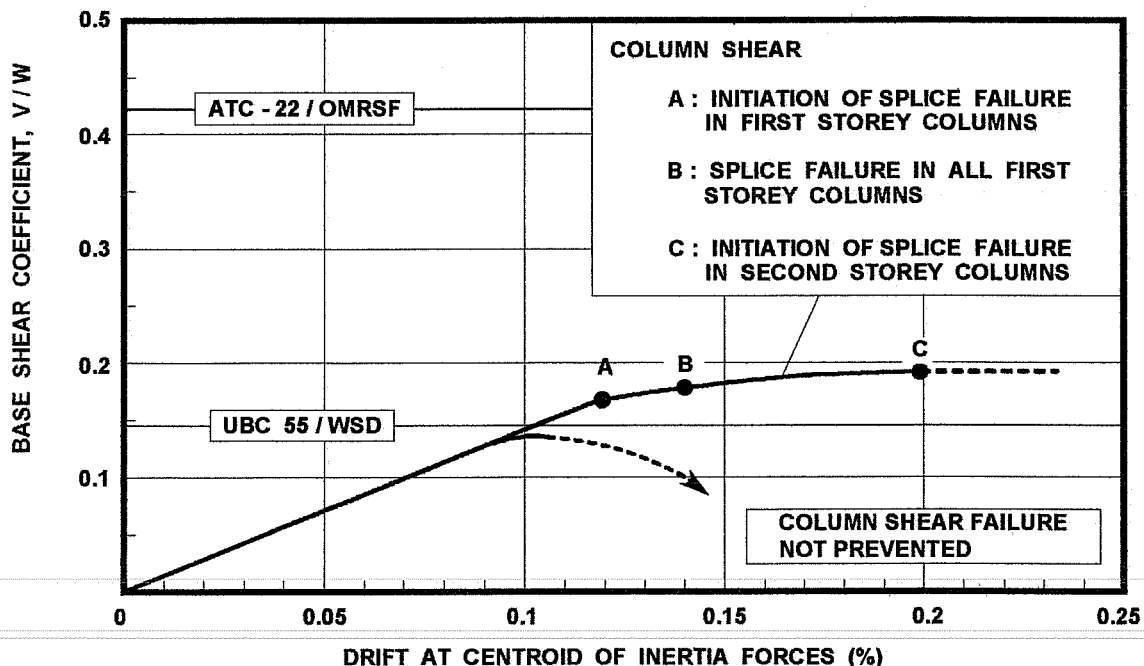 0.5
0.4
0.3
0.2
0.1
BASE SHEAR COEFFICIENT, V / W
ATC - 22 / OMRSF
UBC 55 / WSD
COLUMN SHEAR
A : INITIATION OF SPLICE FAILURE
IN FIRST STOREY COLUMNS
B : SPLICE FAILURE IN ALL FIRST
STOREY COLUMNS
C : INITIATION OF SPLICE FAILURE
IN SECOND STOREY COLUMNS
A
B
C
COLUMN SHEAR FAILURE
NOT PREVENTED
0
0.05
0.1
0.15
0.2
0.25
DRIFT AT CENTROID OF INERTIA FORCES (%)